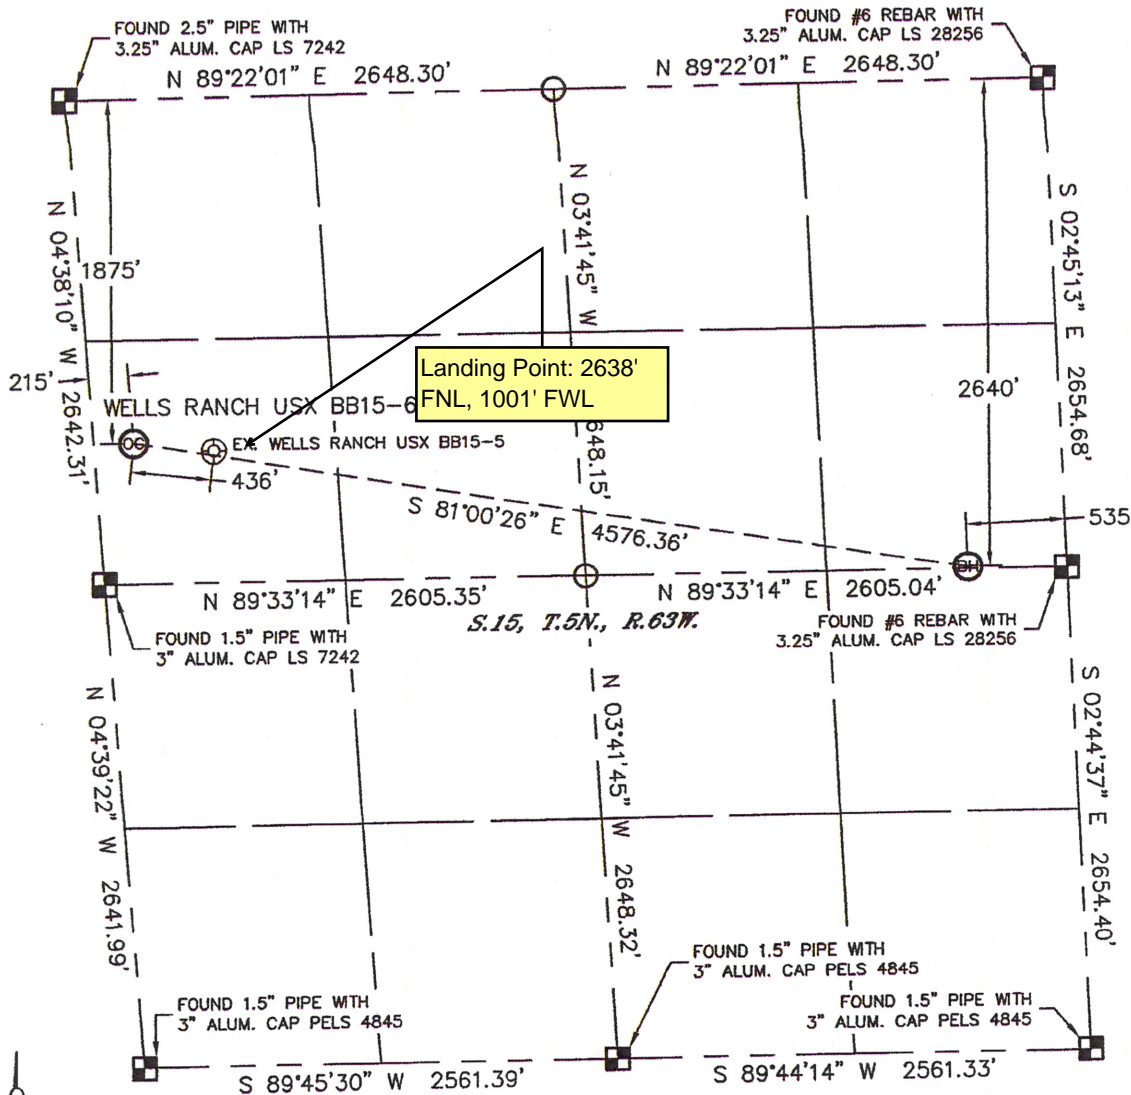 FOUND 2.5" PIPE WITH
3.25" ALUM. CAP LS 7242
FOUND #6 REBAR WITH
3.25" ALUM. CAP LS 28256
N 89°22'01" E 2648.30'
N 89°22'01" E 2648.30'
N 04°38'10" W 2642.31'
1875'
N 03°41'45" W
648.15'
S 02°45'13" E 2654.68'
2640'
Landing Point: 2638'
FNL, 1001' FWL
215'
WELLS RANCH USX BB15-6
OG
EX. WELLS RANCH USX BB15-5
436'
S 81°00'26" E 4576.36'
535
BH
N 89°33'14" E 2605.35'
N 89°33'14" E 2605.04'
S.15, T.5N., R.63W.
FOUND 1.5" PIPE WITH
3" ALUM. CAP LS 7242
FOUND #6 REBAR WITH
3.25" ALUM. CAP LS 28256
N 04°39'22" W 2641.99'
N 03°41'45" W 2648.32'
S 02°44'37" E 2654.40'
FOUND 1.5" PIPE WITH
3" ALUM. CAP PELS 4845
FOUND 1.5" PIPE WITH
3" ALUM. CAP PELS 4845
FOUND 1.5" PIPE WITH
3" ALUM. CAP PELS 4845
S 89°45'30" W 2561.39'
S 89°44'14" W 2561.33'